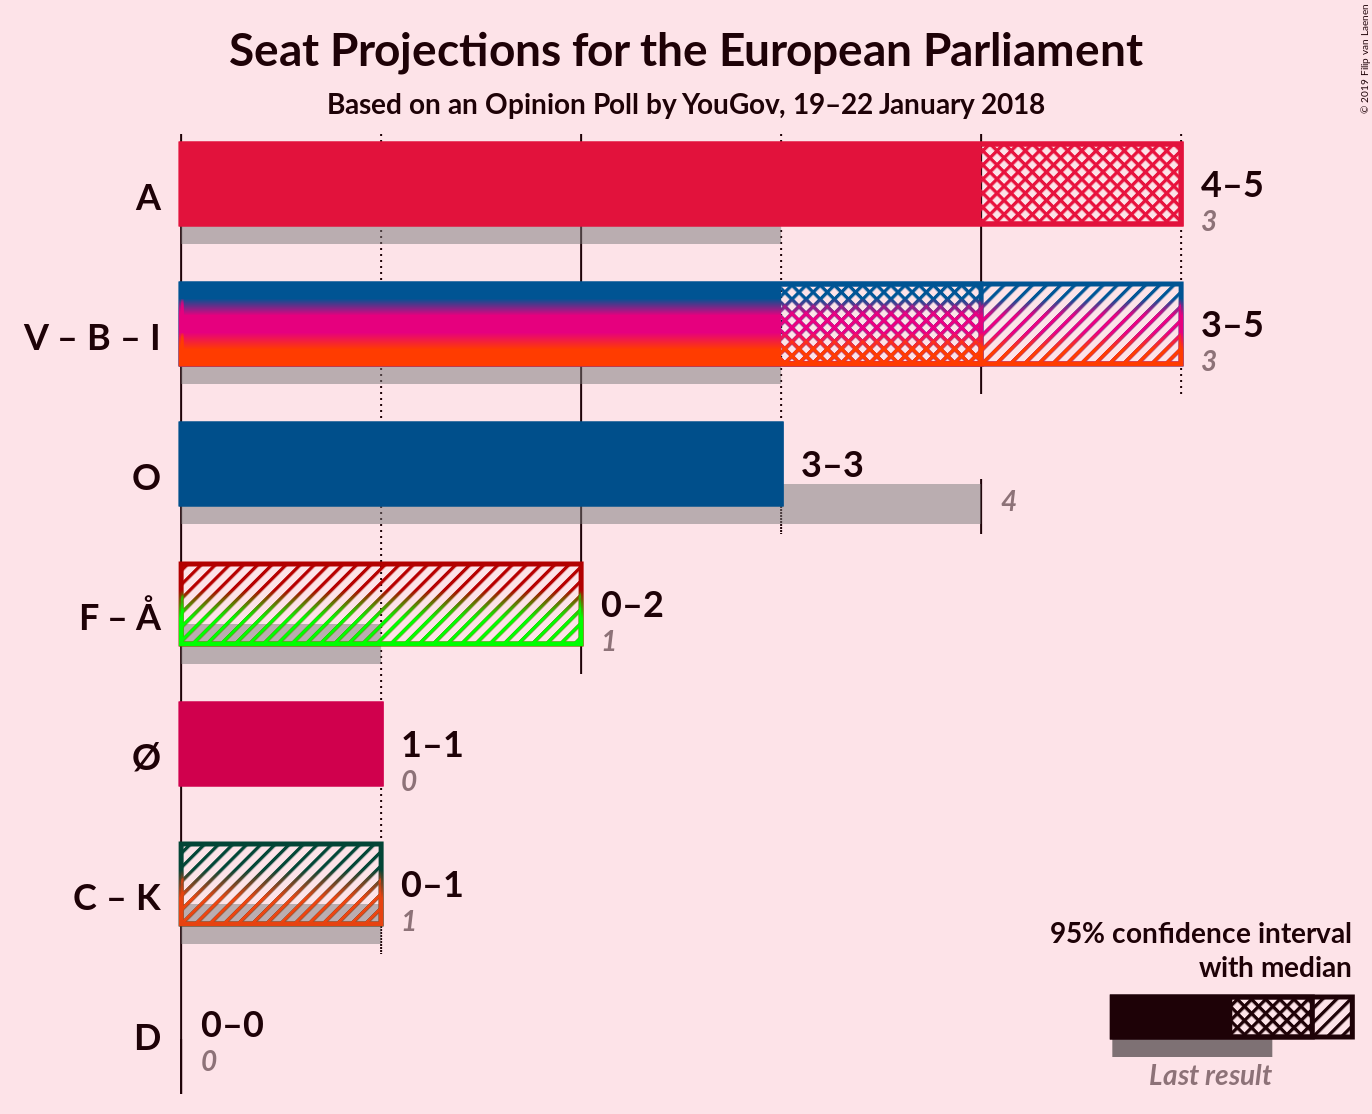 Seat Projections for the European Parliament
Based on an Opinion Poll by YouGov, 19–22 January 2018
© 2019 Filip van Laenen
A
4–5
3
V – B – I
3–5
3
O
3–3
4
F – Å
0–2
1
Ø
1–1
0
C – K
0–1
1
D
0–0
0
95% confidence interval
with median
Last result